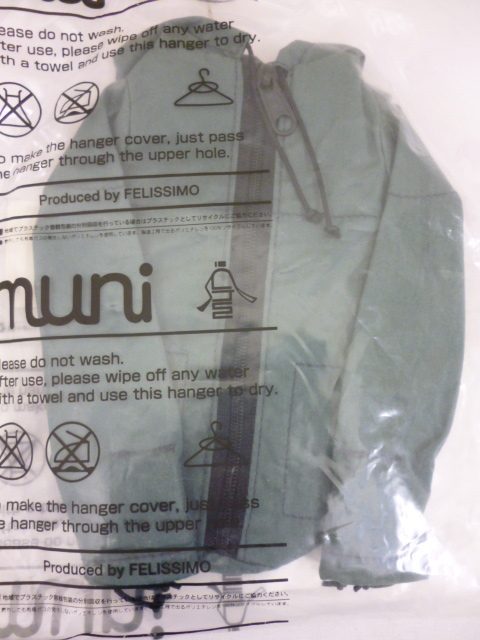 ease do not wash.
fter use, please wipe off any water
th a towel and use this hanger to dry.
o make the hanger cover, just pass
he hanger through the upper hole.
Produced by FELISSIMO
muni
lease do not wash.
fter use, please wipe off any water
ith a towel and use this hanger to dry.
make the hanger cover, just pass
e hanger through the upper
Produced by FELISSIMO